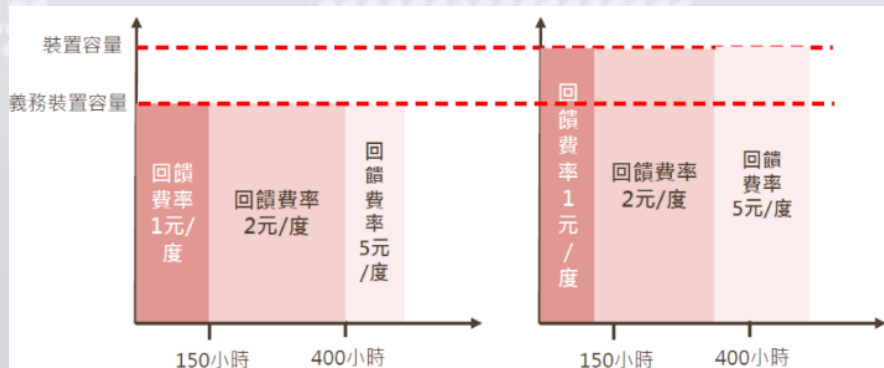 裝置容量
義務裝置容量
回饋
費率
1元/
度
回饋費率
2元/度
回
饋
費
率
5元
/度
150小時
400小時
回
饋
費
率
1
元
/
度
回饋費率
2元/度
回饋
費率
5元/度
150小時
400小時